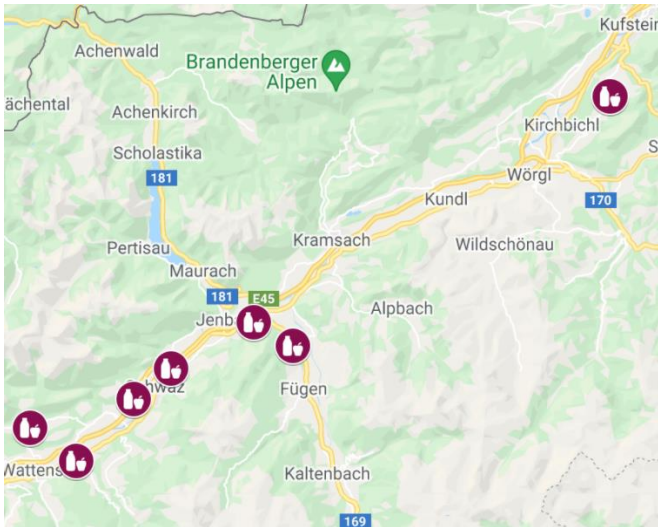 Kufstein
Achenwald
Brandenberger
Alpen
ächental
Achenkirch
Kirchbichl
Scholastika
181
Wörgl
S
Kundl
170
Kramsach
Pertisau
Wildschönau
Maurach
181
E45
Alpbach
Jenb
hwaz
Fügen
Wattens
Kaltenbach
169